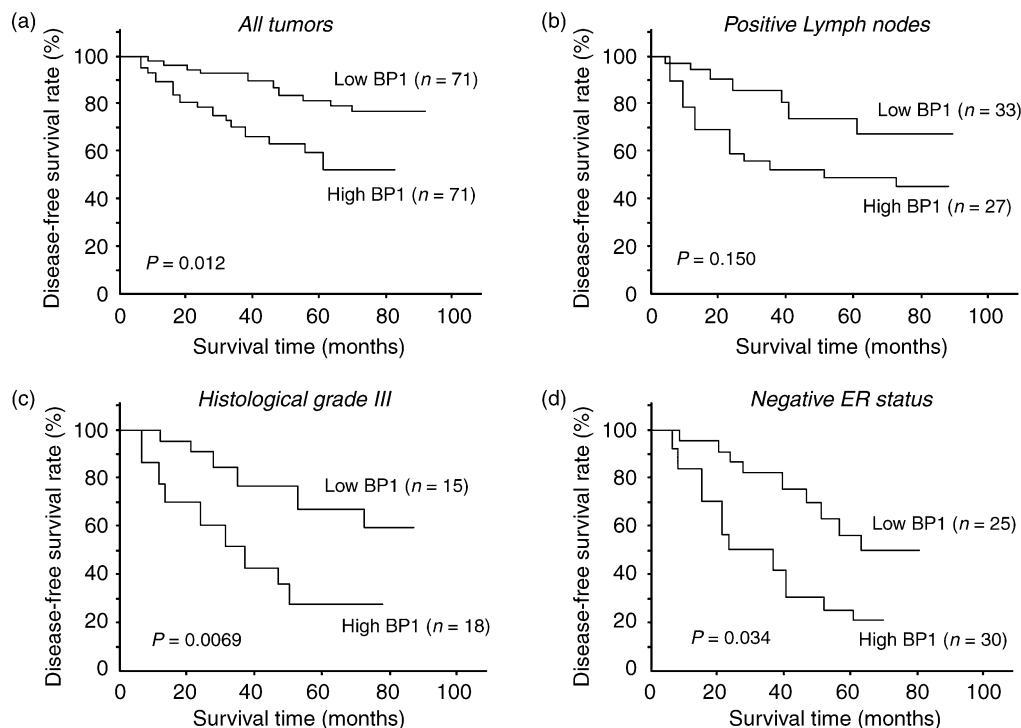 (a)
All tumors
Disease-free survival rate (%)
100
80
60
40
20
0
Low BP1 (n = 71)
High BP1 (n = 71)
P = 0.012
0 20 40 60 80 100
Survival time (months)
(b)
Positive Lymph nodes
Disease-free survival rate (%)
100
80
60
40
20
0
Low BP1 (n = 33)
High BP1 (n = 27)
P = 0.150
0 20 40 60 80 100
Survival time (months)
(c)
Histological grade III
Disease-free survival rate (%)
100
80
60
40
20
0
Low BP1 (n = 15)
High BP1 (n = 18)
P = 0.0069
0 20 40 60 80 100
Survival time (months)
(d)
Negative ER status
Disease-free survival rate (%)
100
80
60
40
20
0
Low BP1 (n = 25)
High BP1 (n = 30)
P = 0.034
0 20 40 60 80 100
Survival time (months)